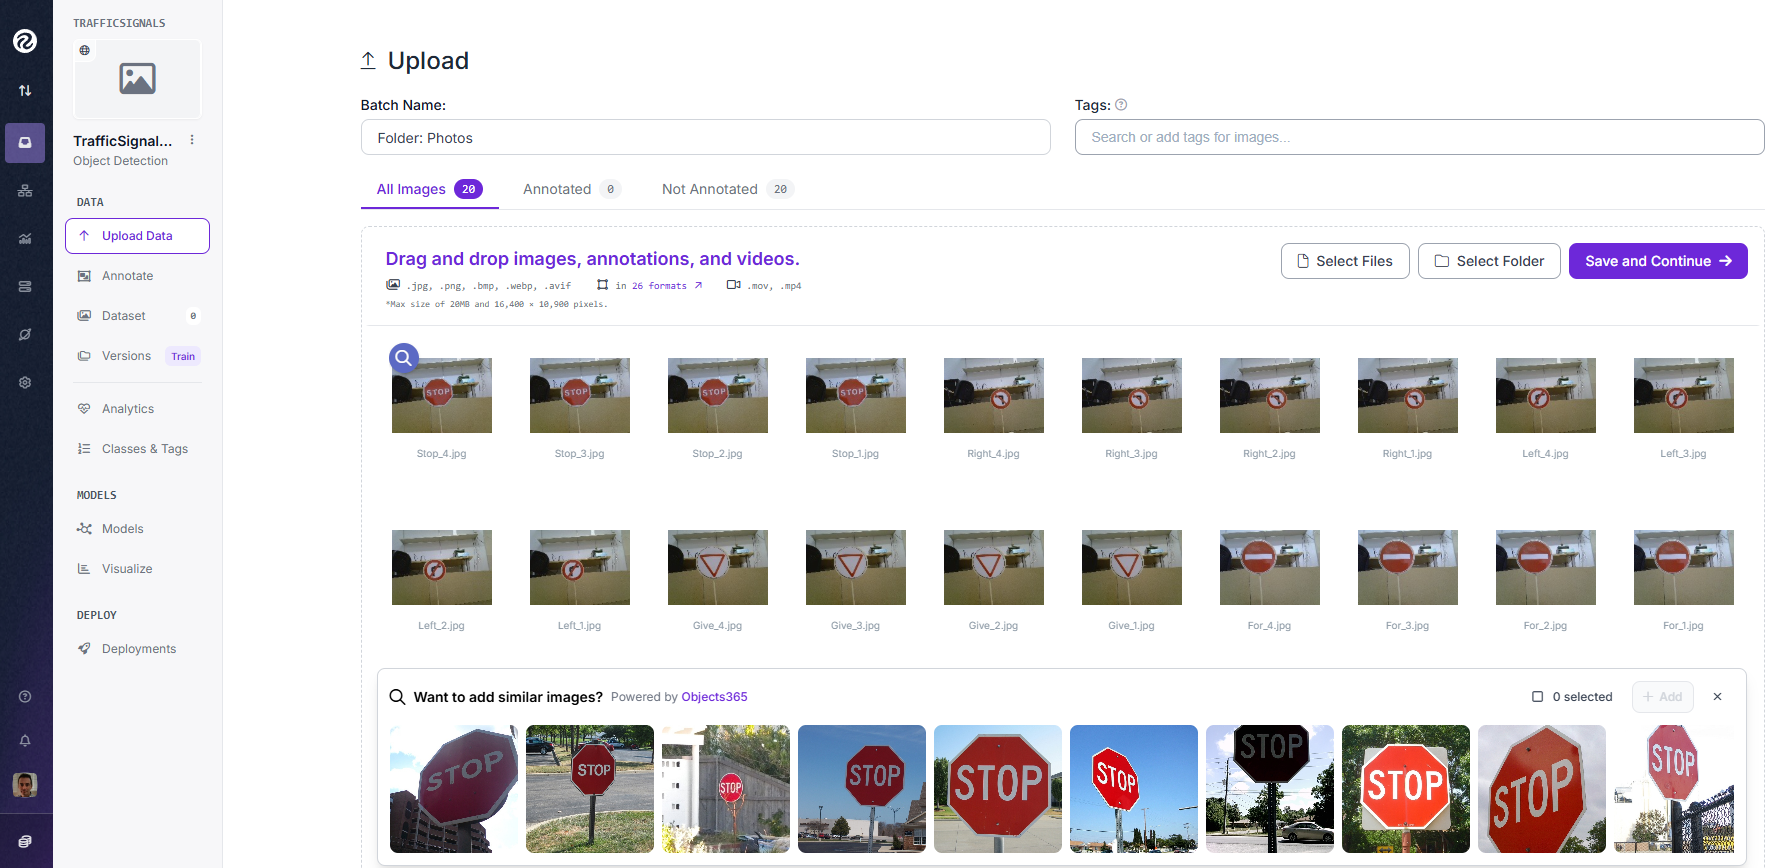 TRAFFICSIGNALS
TrafficSignal...
Object Detection
DATA
Upload Data
Annotate
Dataset 0
Versions Train
Analytics
Classes & Tags
MODELS
Models
Visualize
DEPLOY
Deployments
Upload
Batch Name:
Folder: Photos
Tags:
Search or add tags for images...
All Images 20
Annotated 0
Not Annotated 20
Drag and drop images, annotations, and videos.
.jpg, .png, .bmp, .webp, .avif
in 26 formats
.mov, .mp4
*Max size of 20MB and 16,400 × 10,900 pixels.
Select Files
Select Folder
Save and Continue
STOP STOP STOP STOP
Stop_4.jpg Stop_3.jpg Stop_2.jpg Stop_1.jpg Right_4.jpg Right_3.jpg Right_2.jpg Right_1.jpg Left_4.jpg Left_3.jpg
Left_2.jpg Left_1.jpg Give_4.jpg Give_3.jpg Give_2.jpg Give_1.jpg For_4.jpg For_3.jpg For_2.jpg For_1.jpg
Want to add similar images? Powered by Objects365
0 selected
+ Add
STOP STOP STOP STOP STOP STOP STOP STOP STOP STOP